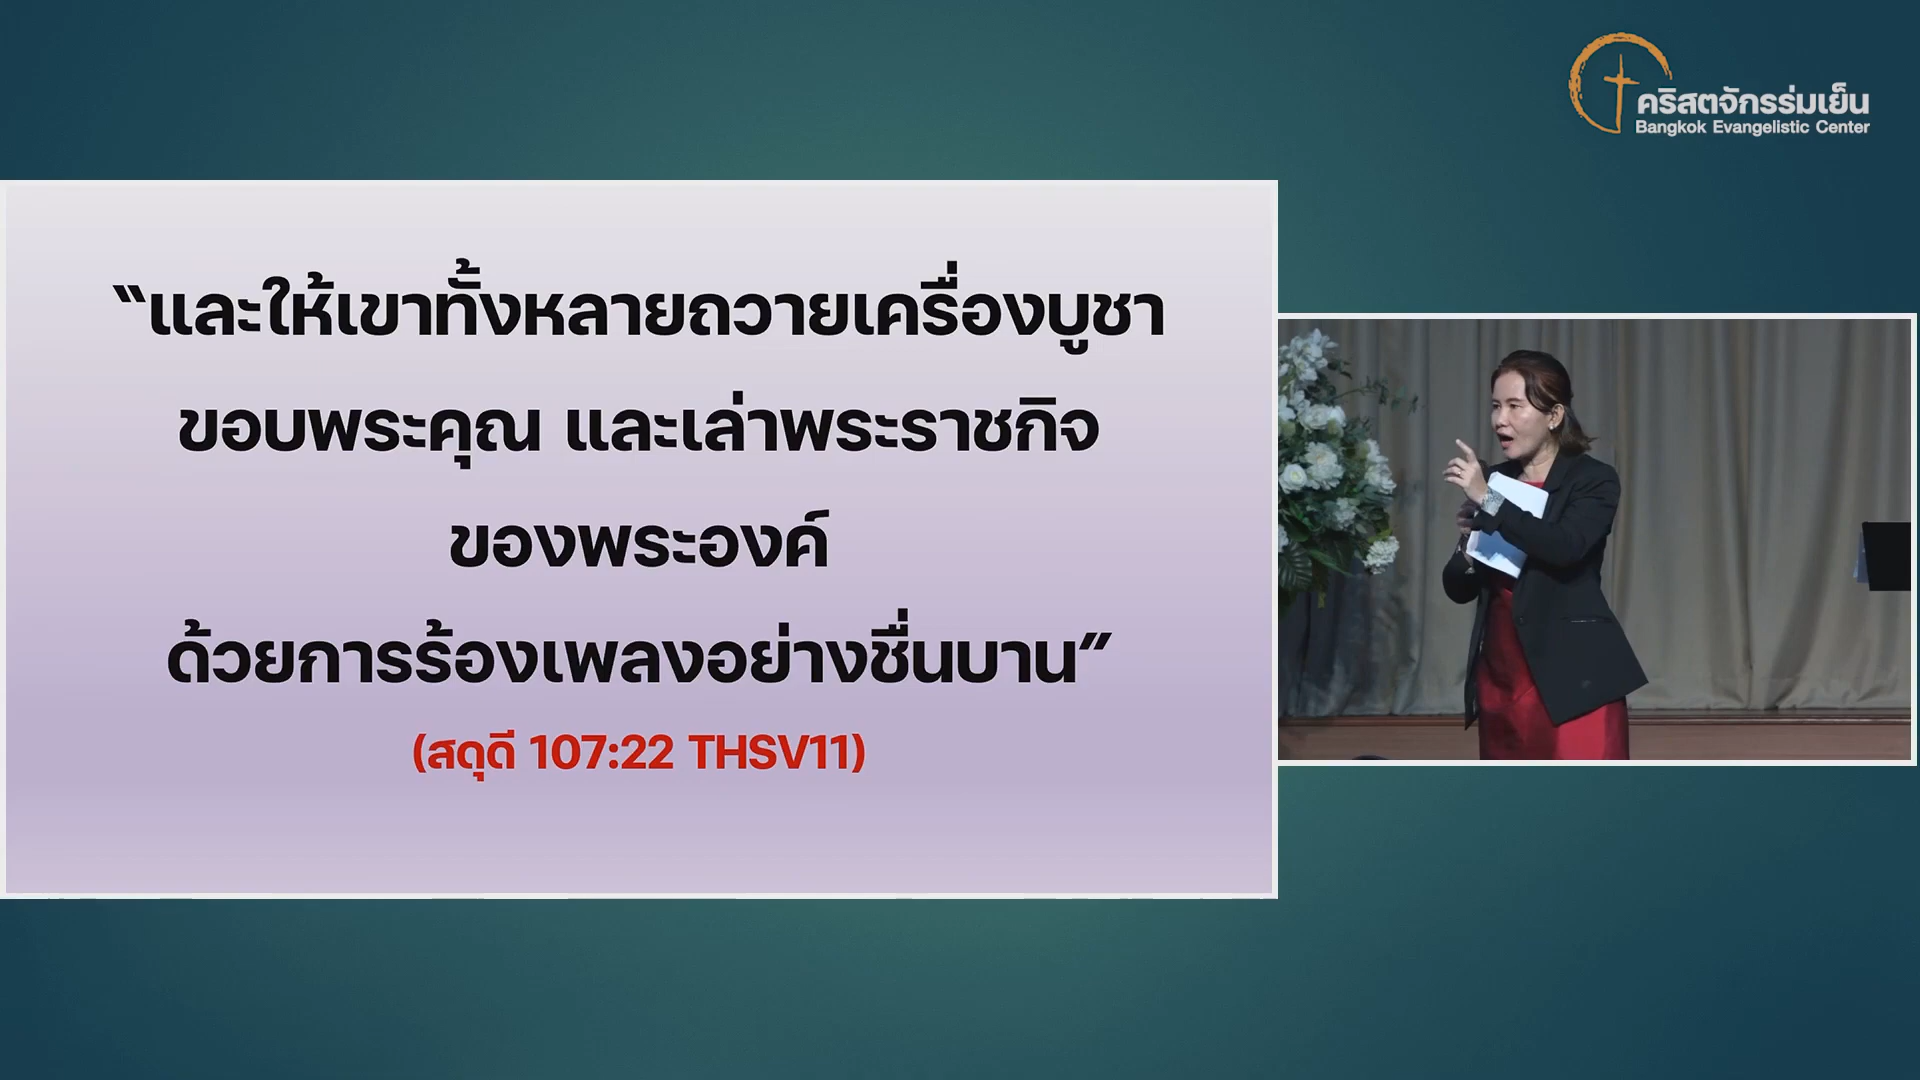 คริสตจักรร่มเย็น
Bangkok Evangelistic Center
“และให้เขาทั้งหลายถวายเครื่องบูชา
ขอบพระคุณ และเล่าพระราชกิจ
ของพระองค์
ด้วยการร้องเพลงอย่างชื่นบาน”
(สดุดี 107:22 THSV11)